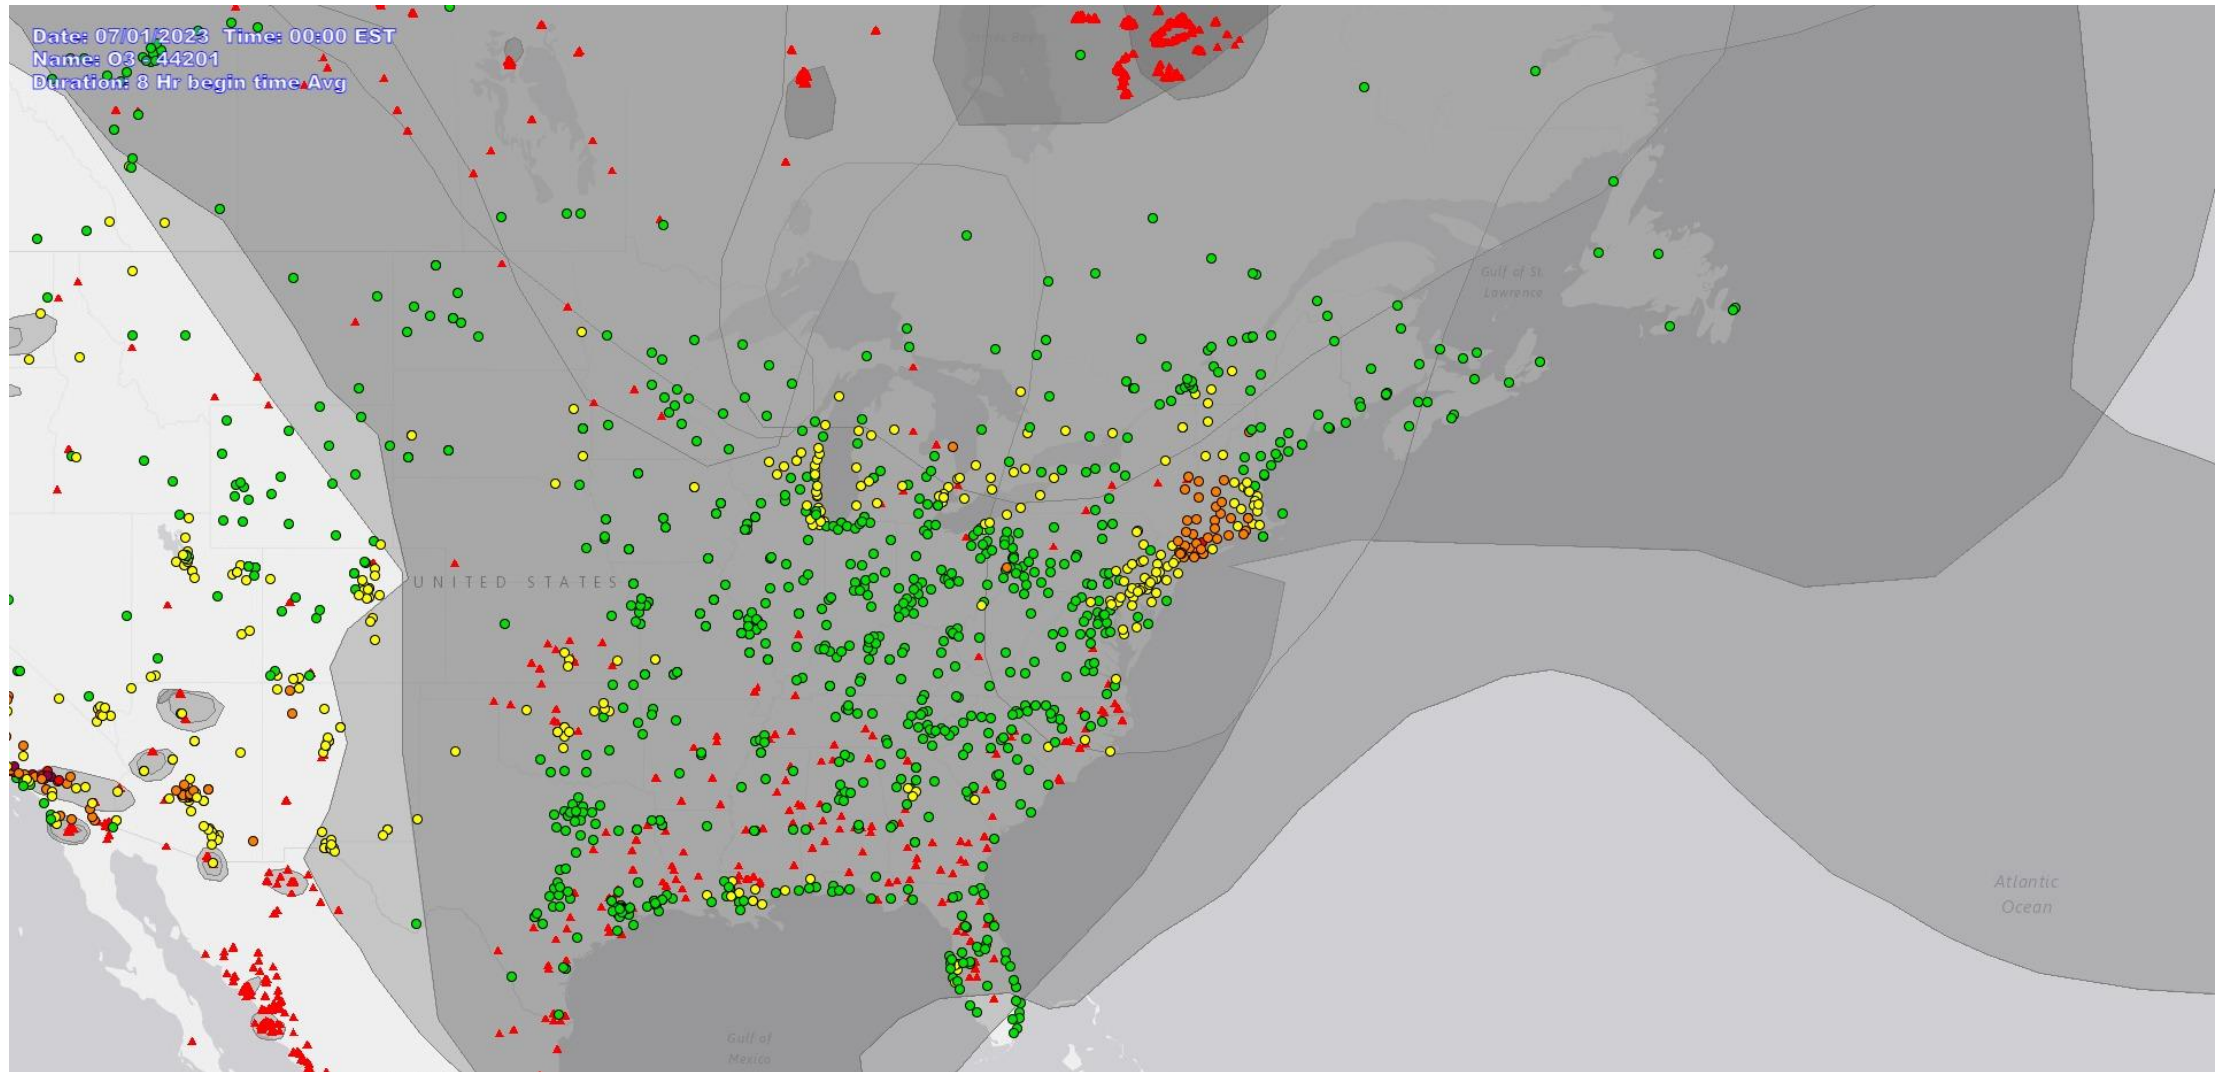 Date: 07/01/2023 Time: 00:00 EST
Name: O3 - 44201
Duration: 8 Hr begin time Avg
Gulf of St.
Lawrence
UNITED STATES
Atlantic
Ocean
Gulf of
Mexico